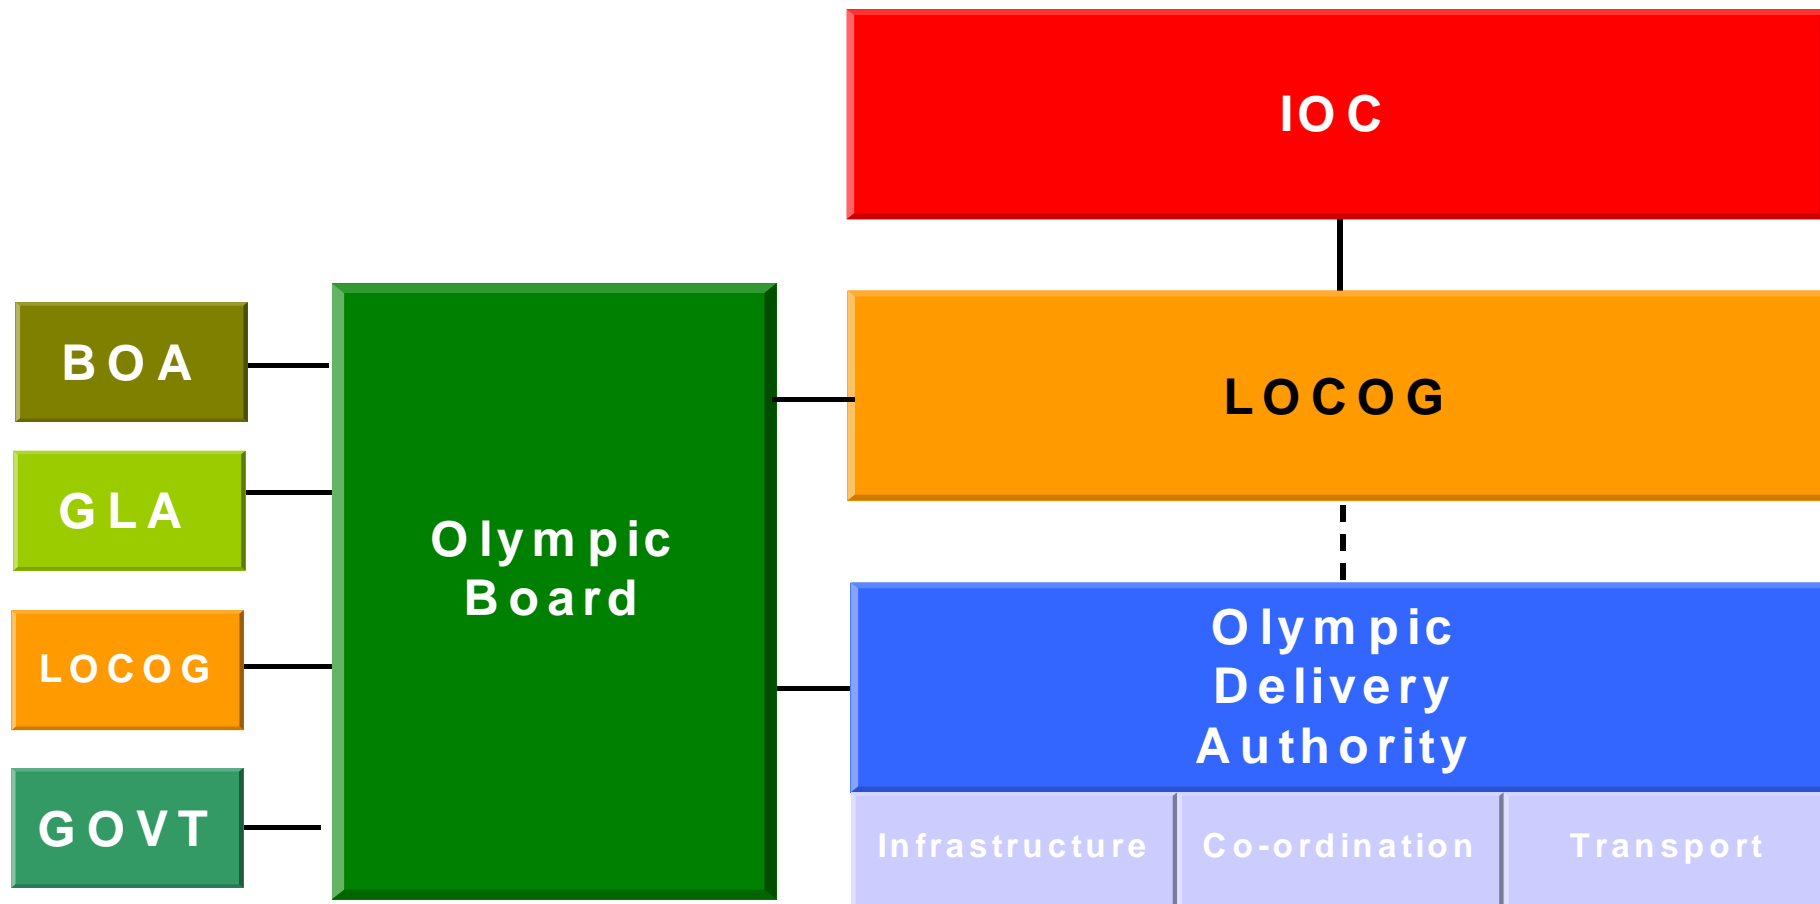 IOC
BOA
GLA
LOCOG
GOVT
Olympic
Board
LOCOG
Olympic
Delivery
Authority
Infrastructure
Co-ordination
Transport